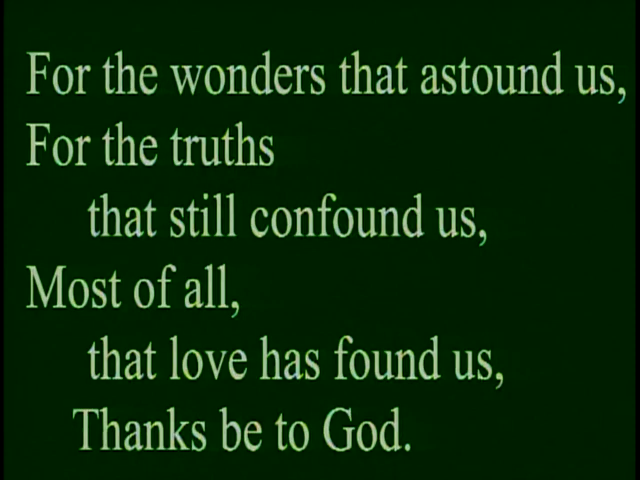 For the wonders that astound us,
For the truths
that still confound us,
Most of all,
that love has found us,
Thanks be to God.